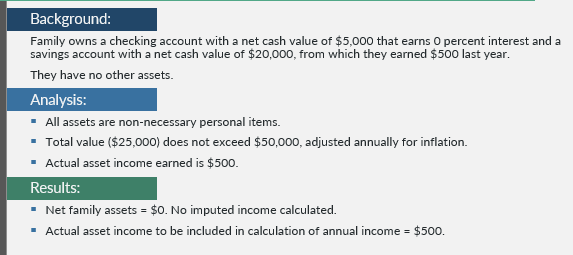 Background:
Family owns a checking account with a net cash value of $5,000 that earns 0 percent interest and a
savings account with a net cash value of $20,000, from which they earned $500 last year.
They have no other assets.
Analysis:
All assets are non-necessary personal items.
Total value ($25,000) does not exceed $50,000, adjusted annually for inflation.
Actual asset income earned is $500.
Results:
Net family assets = $0. No imputed income calculated.
Actual asset income to be included in calculation of annual income = $500.